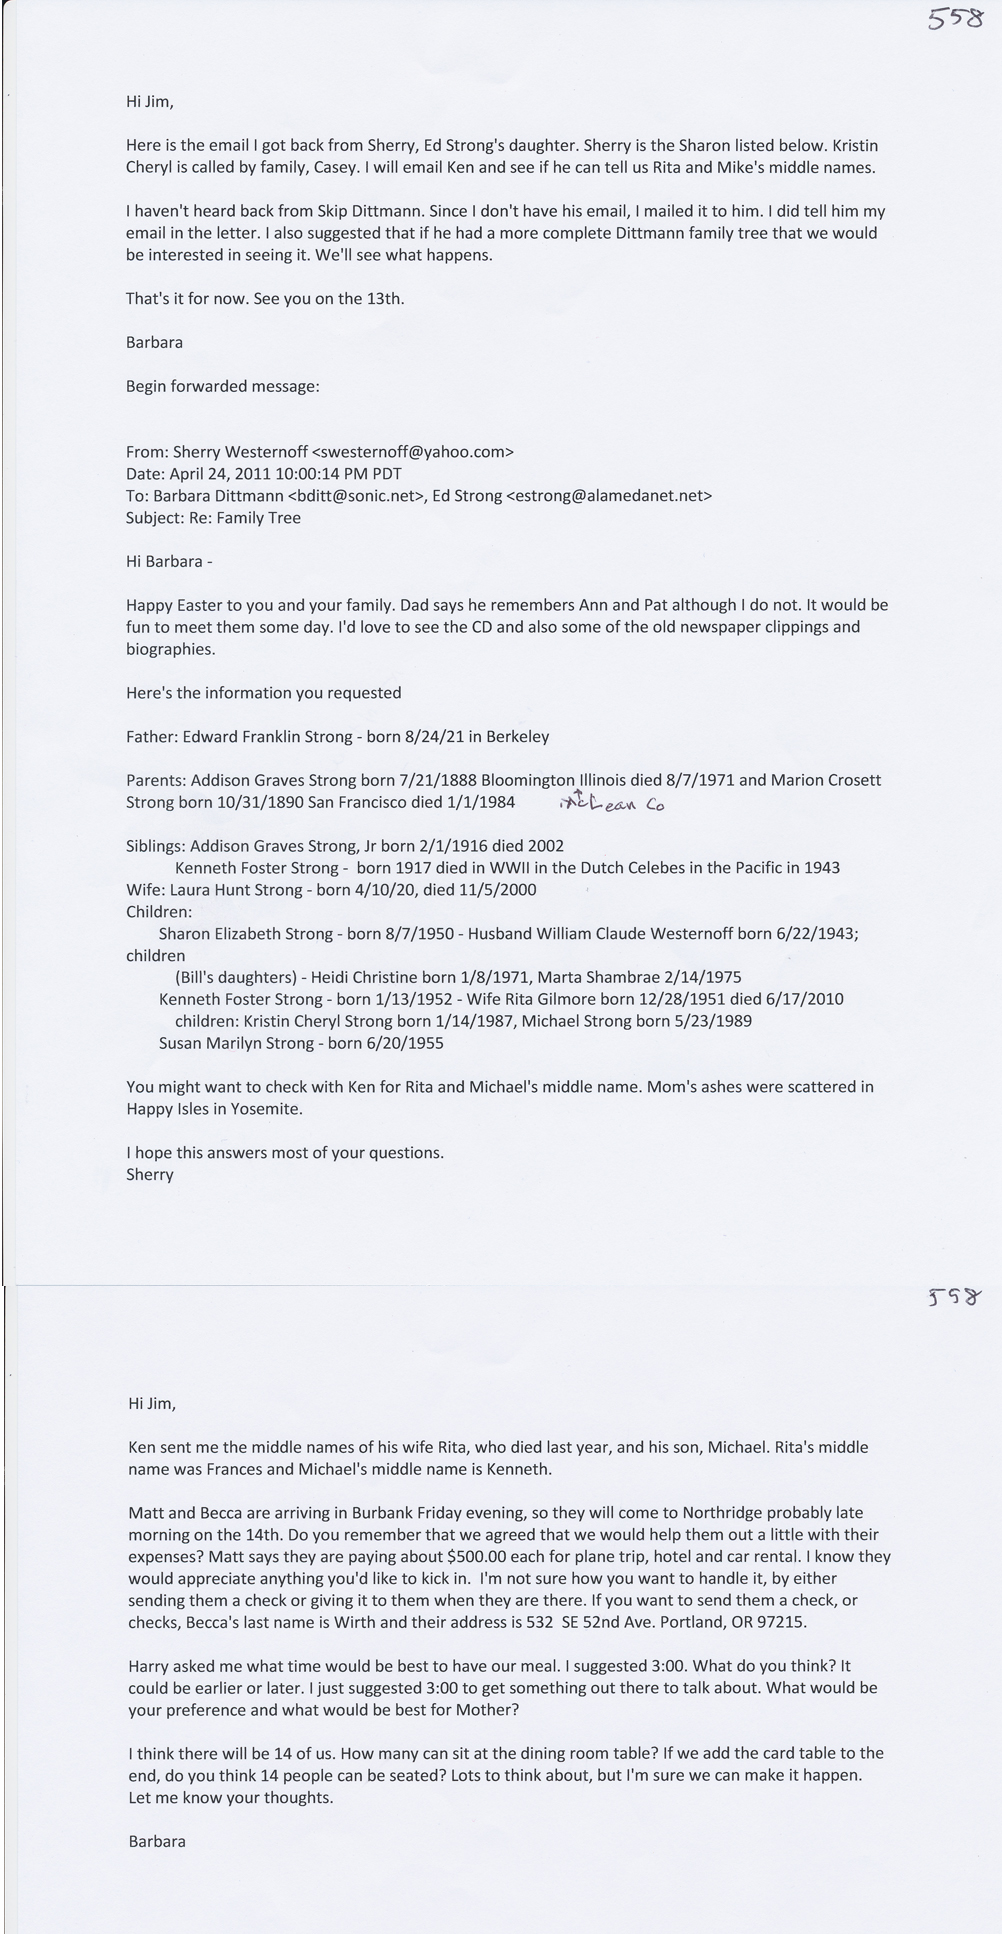 558
Hi Jim,
Here is the email I got back from Sherry, Ed Strong's daughter. Sherry is the Sharon listed below. Kristin
Cheryl is called by family, Casey. I will email Ken and see if he can tell us Rita and Mike's middle names.
I haven't heard back from Skip Dittmann. Since I don't have his email, I mailed it to him. I did tell him my
email in the letter. I also suggested that if he had a more complete Dittmann family tree that we would
be interested in seeing it. We'll see what happens.
That's it for now. See you on the 13th.
Barbara
Begin forwarded message:
From: Sherry Westernoff <swesternoff@yahoo.com>
Date: April 24, 2011 10:00:14 PM PDT
To: Barbara Dittmann <bditt@sonic.net>, Ed Strong <estrong@alamedanet.net>
Subject: Re: Family Tree
Hi Barbara -
Happy Easter to you and your family. Dad says he remembers Ann and Pat although I do not. It would be
fun to meet them some day. I'd love to see the CD and also some of the old newspaper clippings and
biographies.
Here's the information you requested
Father: Edward Franklin Strong - born 8/24/21 in Berkeley
Parents: Addison Graves Strong born 7/21/1888 Bloomington Illinois died 8/7/1971 and Marion Crosett
Strong born 10/31/1890 San Francisco died 1/1/1984 McLean Co
Siblings: Addison Graves Strong, Jr born 2/1/1916 died 2002
Kenneth Foster Strong - born 1917 died in WWII in the Dutch Celebes in the Pacific in 1943
Wife: Laura Hunt Strong - born 4/10/20, died 11/5/2000
Children:
Sharon Elizabeth Strong - born 8/7/1950 - Husband William Claude Westernoff born 6/22/1943;
children
(Bill's daughters) - Heidi Christine born 1/8/1971, Marta Shambrae 2/14/1975
Kenneth Foster Strong - born 1/13/1952 - Wife Rita Gilmore born 12/28/1951 died 6/17/2010
children: Kristin Cheryl Strong born 1/14/1987, Michael Strong born 5/23/1989
Susan Marilyn Strong - born 6/20/1955
You might want to check with Ken for Rita and Michael's middle name. Mom's ashes were scattered in
Happy Isles in Yosemite.
I hope this answers most of your questions.
Sherry
558
Hi Jim,
Ken sent me the middle names of his wife Rita, who died last year, and his son, Michael. Rita's middle
name was Frances and Michael's middle name is Kenneth.
Matt and Becca are arriving in Burbank Friday evening, so they will come to Northridge probably late
morning on the 14th. Do you remember that we agreed that we would help them out a little with their
expenses? Matt says they are paying about $500.00 each for plane trip, hotel and car rental. I know they
would appreciate anything you'd like to kick in. I'm not sure how you want to handle it, by either
sending them a check or giving it to them when they are there. If you want to send them a check, or
checks, Becca's last name is Wirth and their address is 532 SE 52nd Ave. Portland, OR 97215.
Harry asked me what time would be best to have our meal. I suggested 3:00. What do you think? It
could be earlier or later. I just suggested 3:00 to get something out there to talk about. What would be
your preference and what would be best for Mother?
I think there will be 14 of us. How many can sit at the dining room table? If we add the card table to the
end, do you think 14 people can be seated? Lots to think about, but I'm sure we can make it happen.
Let me know your thoughts.
Barbara